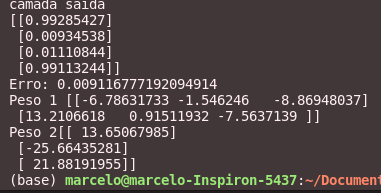 camada saida
[[0.99285427]
[0.00934538]
[0.01110844]
[0.99113244]]
Erro: 0.009116777192094914
Peso 1 [[-6.78631733 -1.546246 -8.86948037]
[13.2106618 0.91511932 -7.5637139 ]]
Peso 2[[ 13.65067985]
[-25.66435281]
[ 21.88191955]]
(base) marcelo@marcelo-Inspiron-5437:~/Document